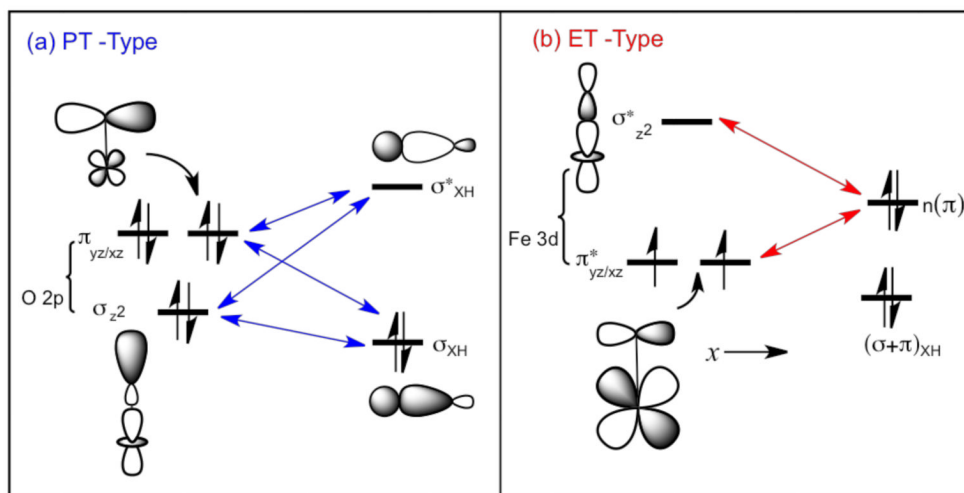 (a) PT -Type
σ*XH
π yz/xz
O 2p
σz2
σXH
(b) ET -Type
σ*z2
n(π)
Fe 3d
π*yz/xz
x
(σ+π)XH